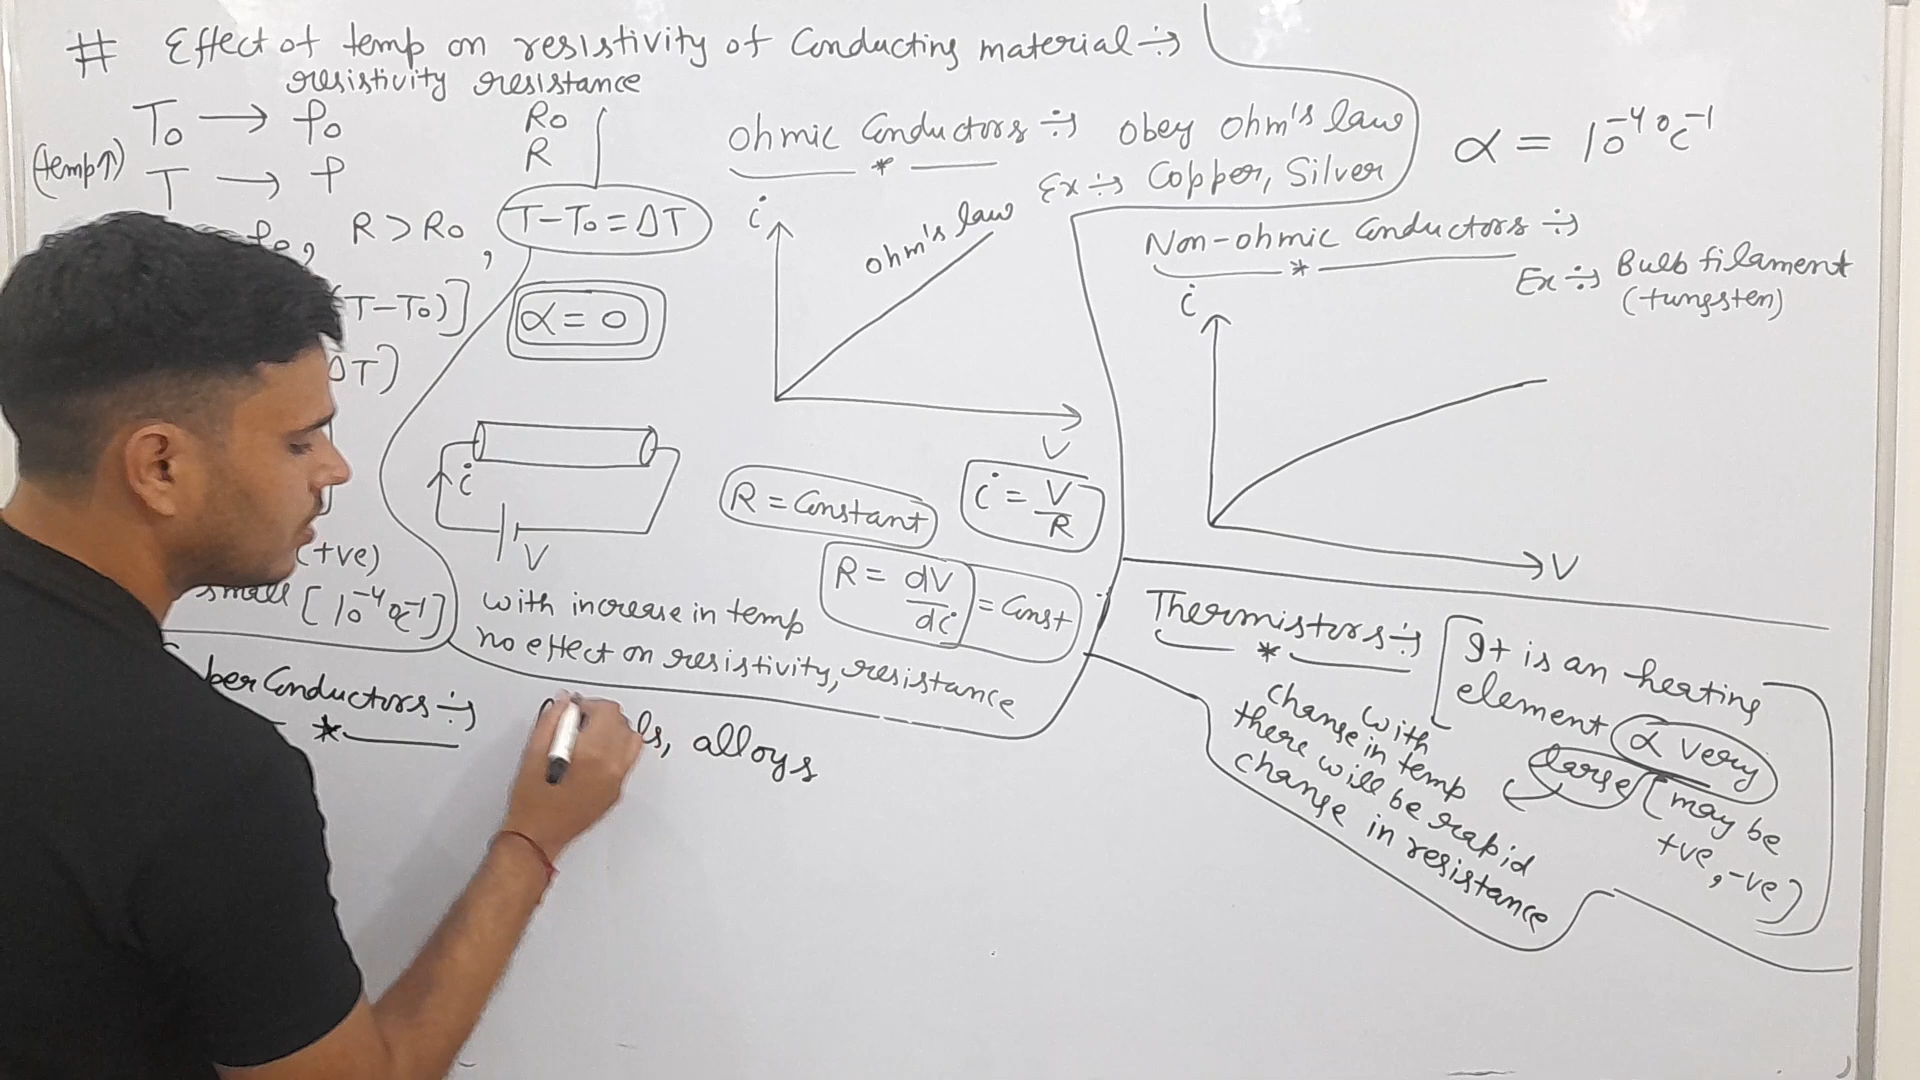 # Effect of temp on resistivity of Conducting material ÷>
resistivity resistance
T₀ → ρ₀
(temp↑) T → ρ
R₀
R
R > R₀ , T-T₀ = ΔT
(T-T₀)]
ΔT)
α = 0
(+ve)
small [10⁻⁴ °C⁻¹]
i
V
with increase in temp
no effect on resistivity, resistance
ohmic Conductors ÷> obey ohm's law
Ex ÷> Copper, Silver
i
ohm's law
V
R = Constant
i = V/R
R = dV/di = Const
α = 10⁻⁴ °C⁻¹
Non-ohmic Conductors ÷>
Ex ÷> Bulb filament
(tungsten)
i
V
Thermistors ÷> [It is an heating
element α very
large (may be
+ve, -ve)]
with
change in temp
there will be rapid
change in resistance
Conductors ÷>
alloys